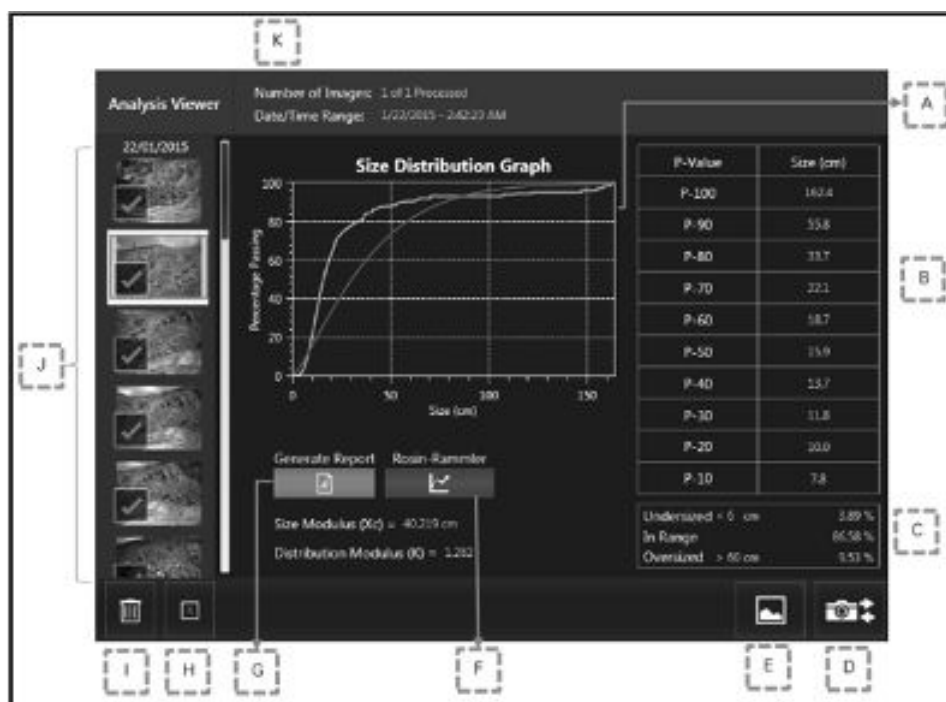 K
Analysis Viewer
Number of Images: 1 of 1 Processed
Date/Time Range: 1/22/2015 - 2:42:23 AM
A
22/01/2015
Size Distribution Graph
Percentage Passing
100
80
60
40
20
0
0 50 100 150
Size (cm)
P-Value Size (cm)
P-100 162.4
P-90 55.8
P-80 33.7
P-70 22.1
P-60 18.7
P-50 15.9
P-40 13.7
P-30 11.8
P-20 10.0
P-10 7.8
B
J
Generate Report Rosin-Rammler
Size Modulus (Xc) = 40.219 cm
Distribution Modulus (K) = 1.282
Undersized < 6 cm 3.89 %
In Range 86.58 %
Oversized > 80 cm 9.53 %
C
I
H
G
F
E
D